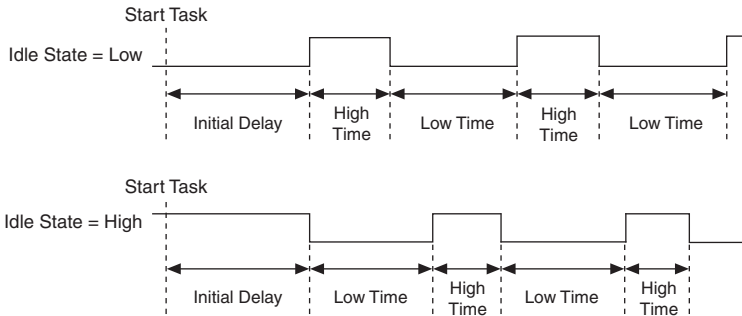 Start Task
Idle State = Low
Initial Delay
High
Time
Low Time
High
Time
Low Time
Start Task
Idle State = High
Initial Delay
Low Time
High
Time
Low Time
High
Time